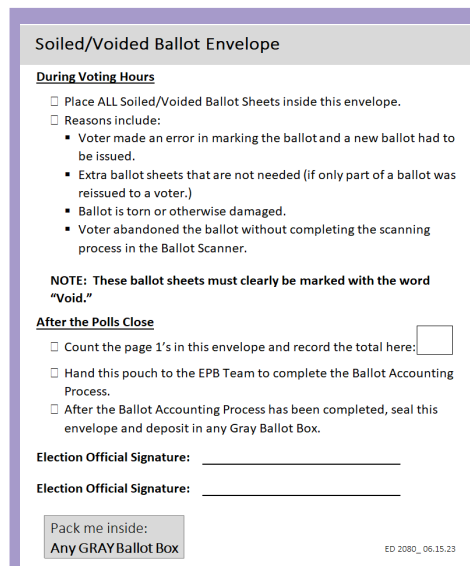 Soiled/Voided Ballot Envelope
During Voting Hours
☐ Place ALL Soiled/Voided Ballot Sheets inside this envelope.
☐ Reasons include:
▪ Voter made an error in marking the ballot and a new ballot had to
be issued.
▪ Extra ballot sheets that are not needed (if only part of a ballot was
reissued to a voter.)
▪ Ballot is torn or otherwise damaged.
▪ Voter abandoned the ballot without completing the scanning
process in the Ballot Scanner.
NOTE: These ballot sheets must clearly be marked with the word
“Void.”
After the Polls Close
☐ Count the page 1’s in this envelope and record the total here:
☐ Hand this pouch to the EPB Team to complete the Ballot Accounting
Process.
☐ After the Ballot Accounting Process has been completed, seal this
envelope and deposit in any Gray Ballot Box.
Election Official Signature:
Election Official Signature:
Pack me inside:
Any GRAY Ballot Box
ED 2080_ 06.15.23